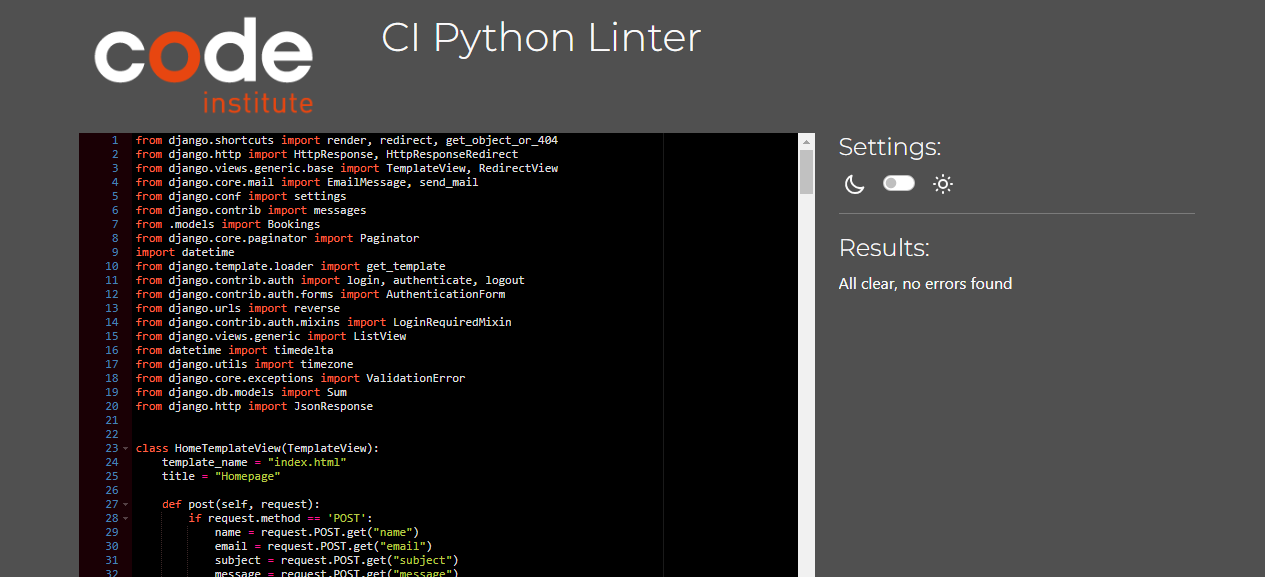 code
institute
CI Python Linter
1 from django.shortcuts import render, redirect, get_object_or_404
2 from django.http import HttpResponse, HttpResponseRedirect
3 from django.views.generic.base import TemplateView, RedirectView
4 from django.core.mail import EmailMessage, send_mail
5 from django.conf import settings
6 from django.contrib import messages
7 from .models import Bookings
8 from django.core.paginator import Paginator
9 import datetime
10 from django.template.loader import get_template
11 from django.contrib.auth import login, authenticate, logout
12 from django.contrib.auth.forms import AuthenticationForm
13 from django.urls import reverse
14 from django.contrib.auth.mixins import LoginRequiredMixin
15 from django.views.generic import ListView
16 from datetime import timedelta
17 from django.utils import timezone
18 from django.core.exceptions import ValidationError
19 from django.db.models import Sum
20 from django.http import JsonResponse
21
22
23 class HomeTemplateView(TemplateView):
24     template_name = "index.html"
25     title = "Homepage"
26
27     def post(self, request):
28         if request.method == 'POST':
29             name = request.POST.get("name")
30             email = request.POST.get("email")
31             subject = request.POST.get("subject")
32             message = request.POST.get("message")
Settings:
Results:
All clear, no errors found